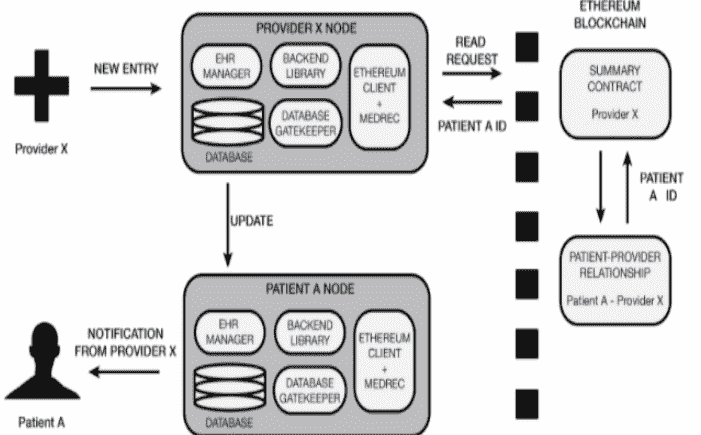 ETHEREUM
BLOCKCHAIN
PROVIDER X NODE
EHR
MANAGER
BACKEND
LIBRARY
ETHEREUM
CLIENT
+
MEDREC
DATABASE
GATEKEEPER
DATABASE
NEW ENTRY
Provider X
READ
REQUEST
PATIENT A ID
SUMMARY
CONTRACT
Provider X
PATIENT
A ID
PATIENT-PROVIDER
RELATIONSHIP
Patient A - Provider X
UPDATE
PATIENT A NODE
EHR
MANAGER
BACKEND
LIBRARY
ETHEREUM
CLIENT
+
MEDREC
DATABASE
GATEKEEPER
DATABASE
NOTIFICATION
FROM PROVIDER X
Patient A